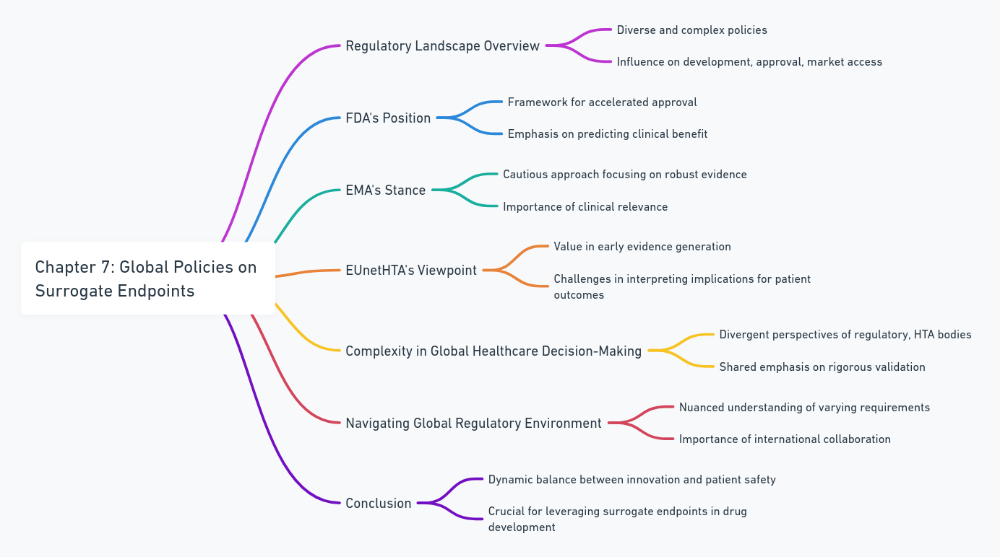 Chapter 7: Global Policies on
Surrogate Endpoints
Regulatory Landscape Overview
Diverse and complex policies
Influence on development, approval, market access
FDA's Position
Framework for accelerated approval
Emphasis on predicting clinical benefit
EMA's Stance
Cautious approach focusing on robust evidence
Importance of clinical relevance
EUnetHTA's Viewpoint
Value in early evidence generation
Challenges in interpreting implications for patient
outcomes
Complexity in Global Healthcare Decision-Making
Divergent perspectives of regulatory, HTA bodies
Shared emphasis on rigorous validation
Navigating Global Regulatory Environment
Nuanced understanding of varying requirements
Importance of international collaboration
Conclusion
Dynamic balance between innovation and patient safety
Crucial for leveraging surrogate endpoints in drug
development